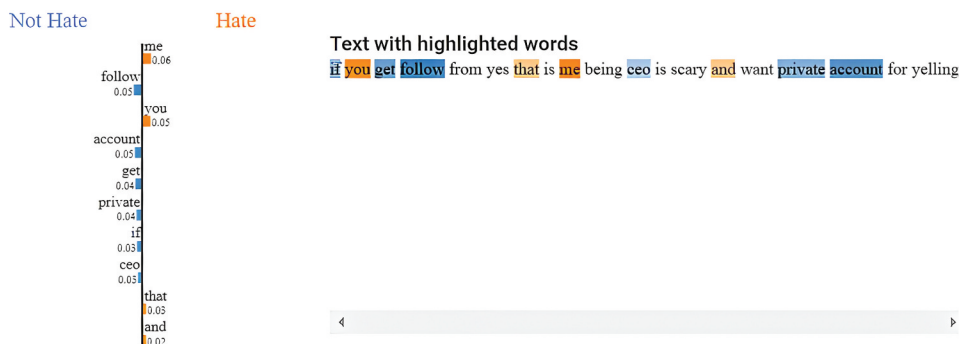 Not Hate
Hate
me
0.06
follow
0.05
you
0.05
account
0.05
get
0.04
private
0.04
if
0.03
ceo
0.03
that
0.03
and
0.02
Text with highlighted words
if you get follow from yes that is me being ceo is scary and want private account for yelling